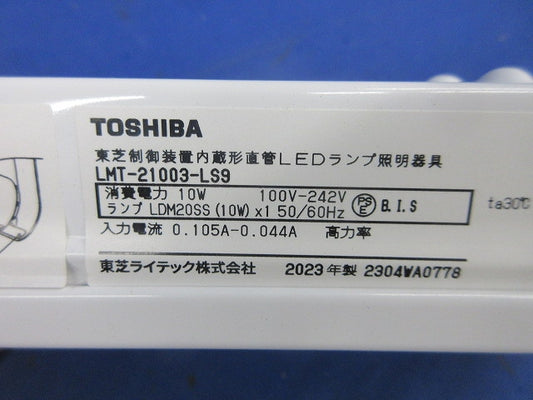 TOSHIBA
東芝制御装置内蔵形直管LEDランプ照明器具
LMT-21003-LS9
消費電力 10W 100V-242V
ランプ LDM20SS (10W) x1 50/60Hz
PS E B.I.S
ta30℃
入力電流 0.105A-0.044A 高力率
東芝ライテック株式会社 2023年製 2304WA0778